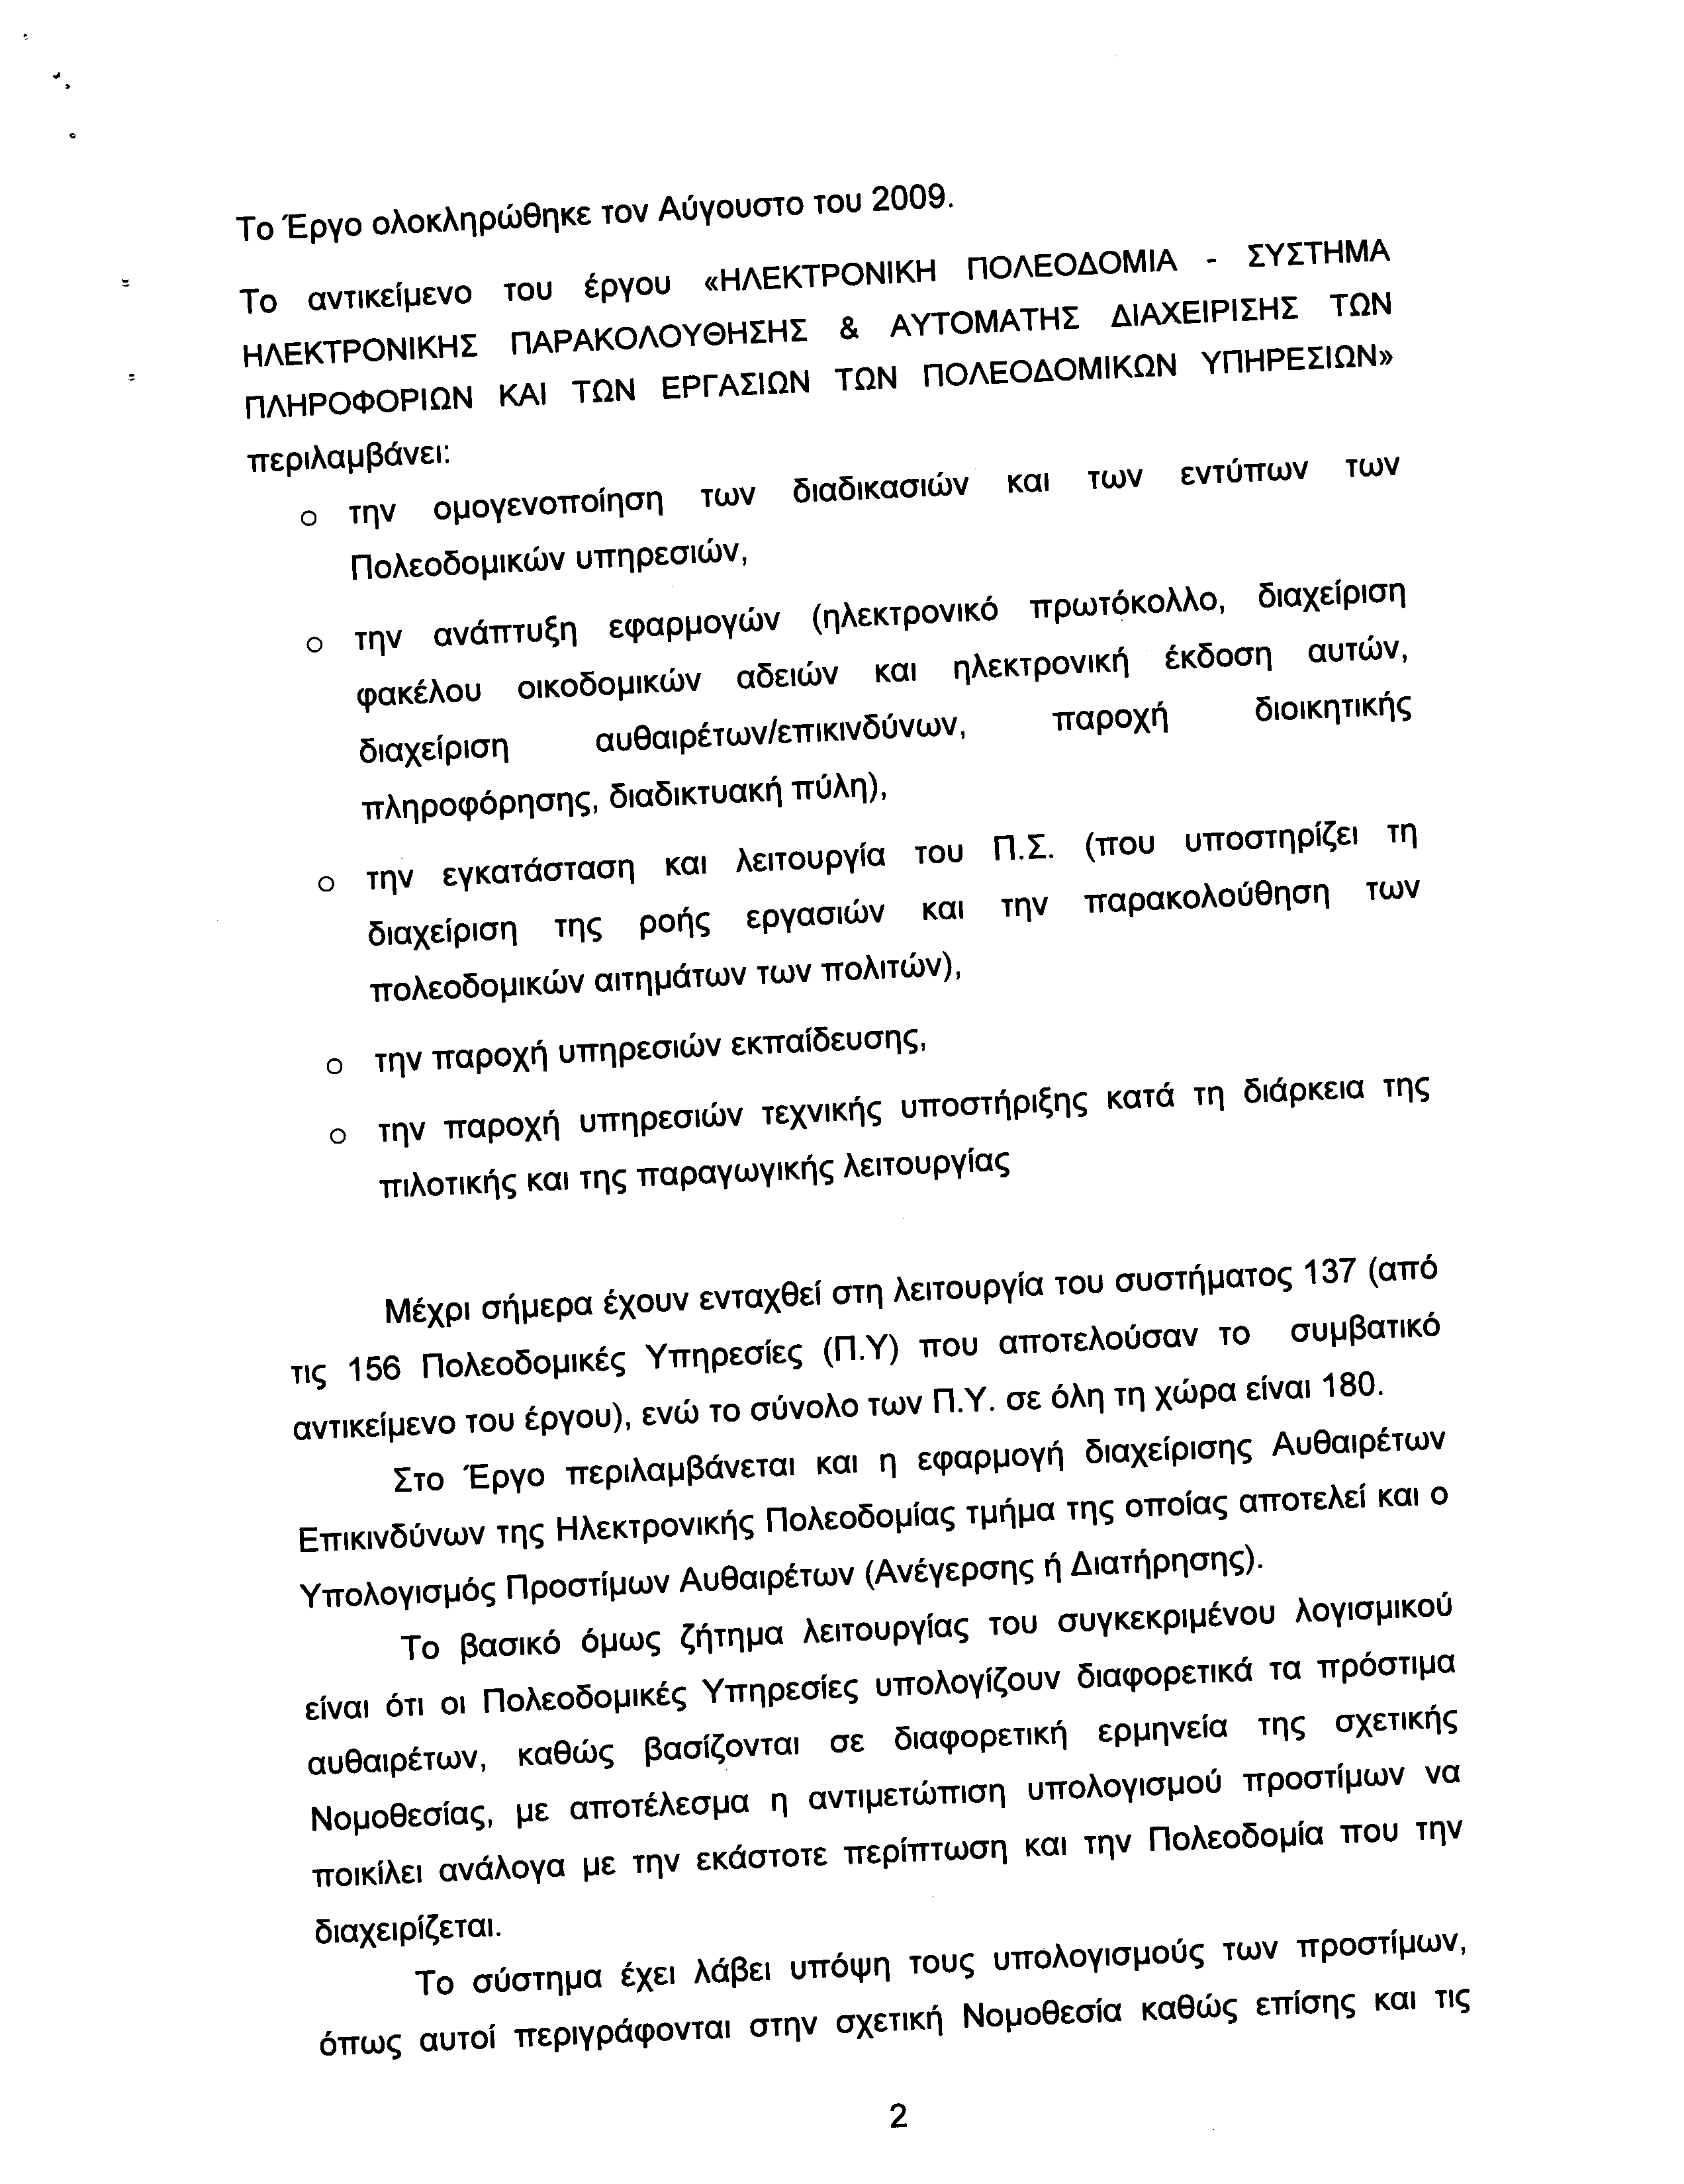 Το Έργο ολοκληρώθηκε τον Αύγουστο του 2009.
Το αντικείμενο του έργου «ΗΛΕΚΤΡΟΝΙΚΗ ΠΟΛΕΟΔΟΜΙΑ - ΣΥΣΤΗΜΑ
ΗΛΕΚΤΡΟΝΙΚΗΣ ΠΑΡΑΚΟΛΟΥΘΗΣΗΣ & ΑΥΤΟΜΑΤΗΣ ΔΙΑΧΕΙΡΙΣΗΣ ΤΩΝ
ΠΛΗΡΟΦΟΡΙΩΝ ΚΑΙ ΤΩΝ ΕΡΓΑΣΙΩΝ ΤΩΝ ΠΟΛΕΟΔΟΜΙΚΩΝ ΥΠΗΡΕΣΙΩΝ»
περιλαμβάνει:
o την ομογενοποίηση των διαδικασιών και των εντύπων των
Πολεοδομικών υπηρεσιών,
o την ανάπτυξη εφαρμογών (ηλεκτρονικό πρωτόκολλο, διαχείριση
φακέλου οικοδομικών αδειών και ηλεκτρονική έκδοση αυτών,
διαχείριση αυθαιρέτων/επικινδύνων, παροχή διοικητικής
πληροφόρησης, διαδικτυακή πύλη),
o την εγκατάσταση και λειτουργία του Π.Σ. (που υποστηρίζει τη
διαχείριση της ροής εργασιών και την παρακολούθηση των
πολεοδομικών αιτημάτων των πολιτών),
o την παροχή υπηρεσιών εκπαίδευσης,
o την παροχή υπηρεσιών τεχνικής υποστήριξης κατά τη διάρκεια της
πιλοτικής και της παραγωγικής λειτουργίας
Μέχρι σήμερα έχουν ενταχθεί στη λειτουργία του συστήματος 137 (από
τις 156 Πολεοδομικές Υπηρεσίες (Π.Υ) που αποτελούσαν το συμβατικό
αντικείμενο του έργου), ενώ το σύνολο των Π.Υ. σε όλη τη χώρα είναι 180.
Στο Έργο περιλαμβάνεται και η εφαρμογή διαχείρισης Αυθαιρέτων
Επικινδύνων της Ηλεκτρονικής Πολεοδομίας τμήμα της οποίας αποτελεί και ο
Υπολογισμός Προστίμων Αυθαιρέτων (Ανέγερσης ή Διατήρησης).
Το βασικό όμως ζήτημα λειτουργίας του συγκεκριμένου λογισμικού
είναι ότι οι Πολεοδομικές Υπηρεσίες υπολογίζουν διαφορετικά τα πρόστιμα
αυθαιρέτων, καθώς βασίζονται σε διαφορετική ερμηνεία της σχετικής
Νομοθεσίας, με αποτέλεσμα η αντιμετώπιση υπολογισμού προστίμων να
ποικίλει ανάλογα με την εκάστοτε περίπτωση και την Πολεοδομία που την
διαχειρίζεται.
Το σύστημα έχει λάβει υπόψη τους υπολογισμούς των προστίμων,
όπως αυτοί περιγράφονται στην σχετική Νομοθεσία καθώς επίσης και τις
2